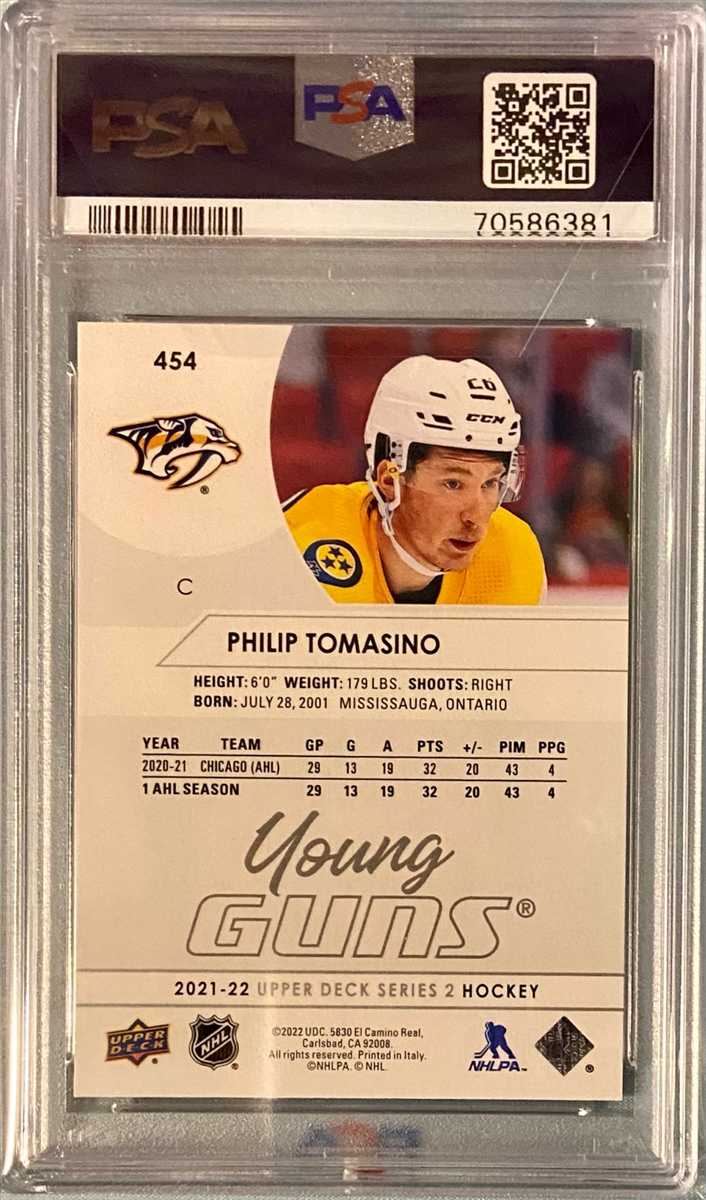 PSA
PSA
70586381
454
26
CCM
C
PHILIP TOMASINO
HEIGHT: 6'0" WEIGHT: 179 LBS. SHOOTS: RIGHT
BORN: JULY 28, 2001 MISSISSAUGA, ONTARIO
YEAR TEAM GP G A PTS +/- PIM PPG
2020-21 CHICAGO (AHL) 29 13 19 32 20 43 4
1 AHL SEASON 29 13 19 32 20 43 4
Young
GUNS®
2021-22 UPPER DECK SERIES 2 HOCKEY
UPPER DECK
NHL
©2022 UDC. 5830 El Camino Real,
Carlsbad, CA 92008.
All rights reserved. Printed in Italy.
©NHLPA. © NHL.
NHLPA™